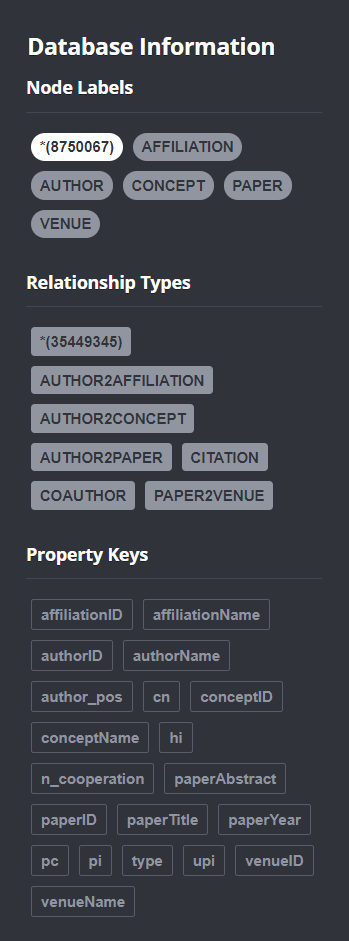 Database Information
Node Labels
*(8750067) AFFILIATION
AUTHOR CONCEPT PAPER
VENUE
Relationship Types
*(35449345)
AUTHOR2AFFILIATION
AUTHOR2CONCEPT
AUTHOR2PAPER CITATION
COAUTHOR PAPER2VENUE
Property Keys
affiliationID affiliationName
authorID authorName
author_pos cn conceptID
conceptName hi
n_cooperation paperAbstract
paperID paperTitle paperYear
pc pi type upi venueID
venueName